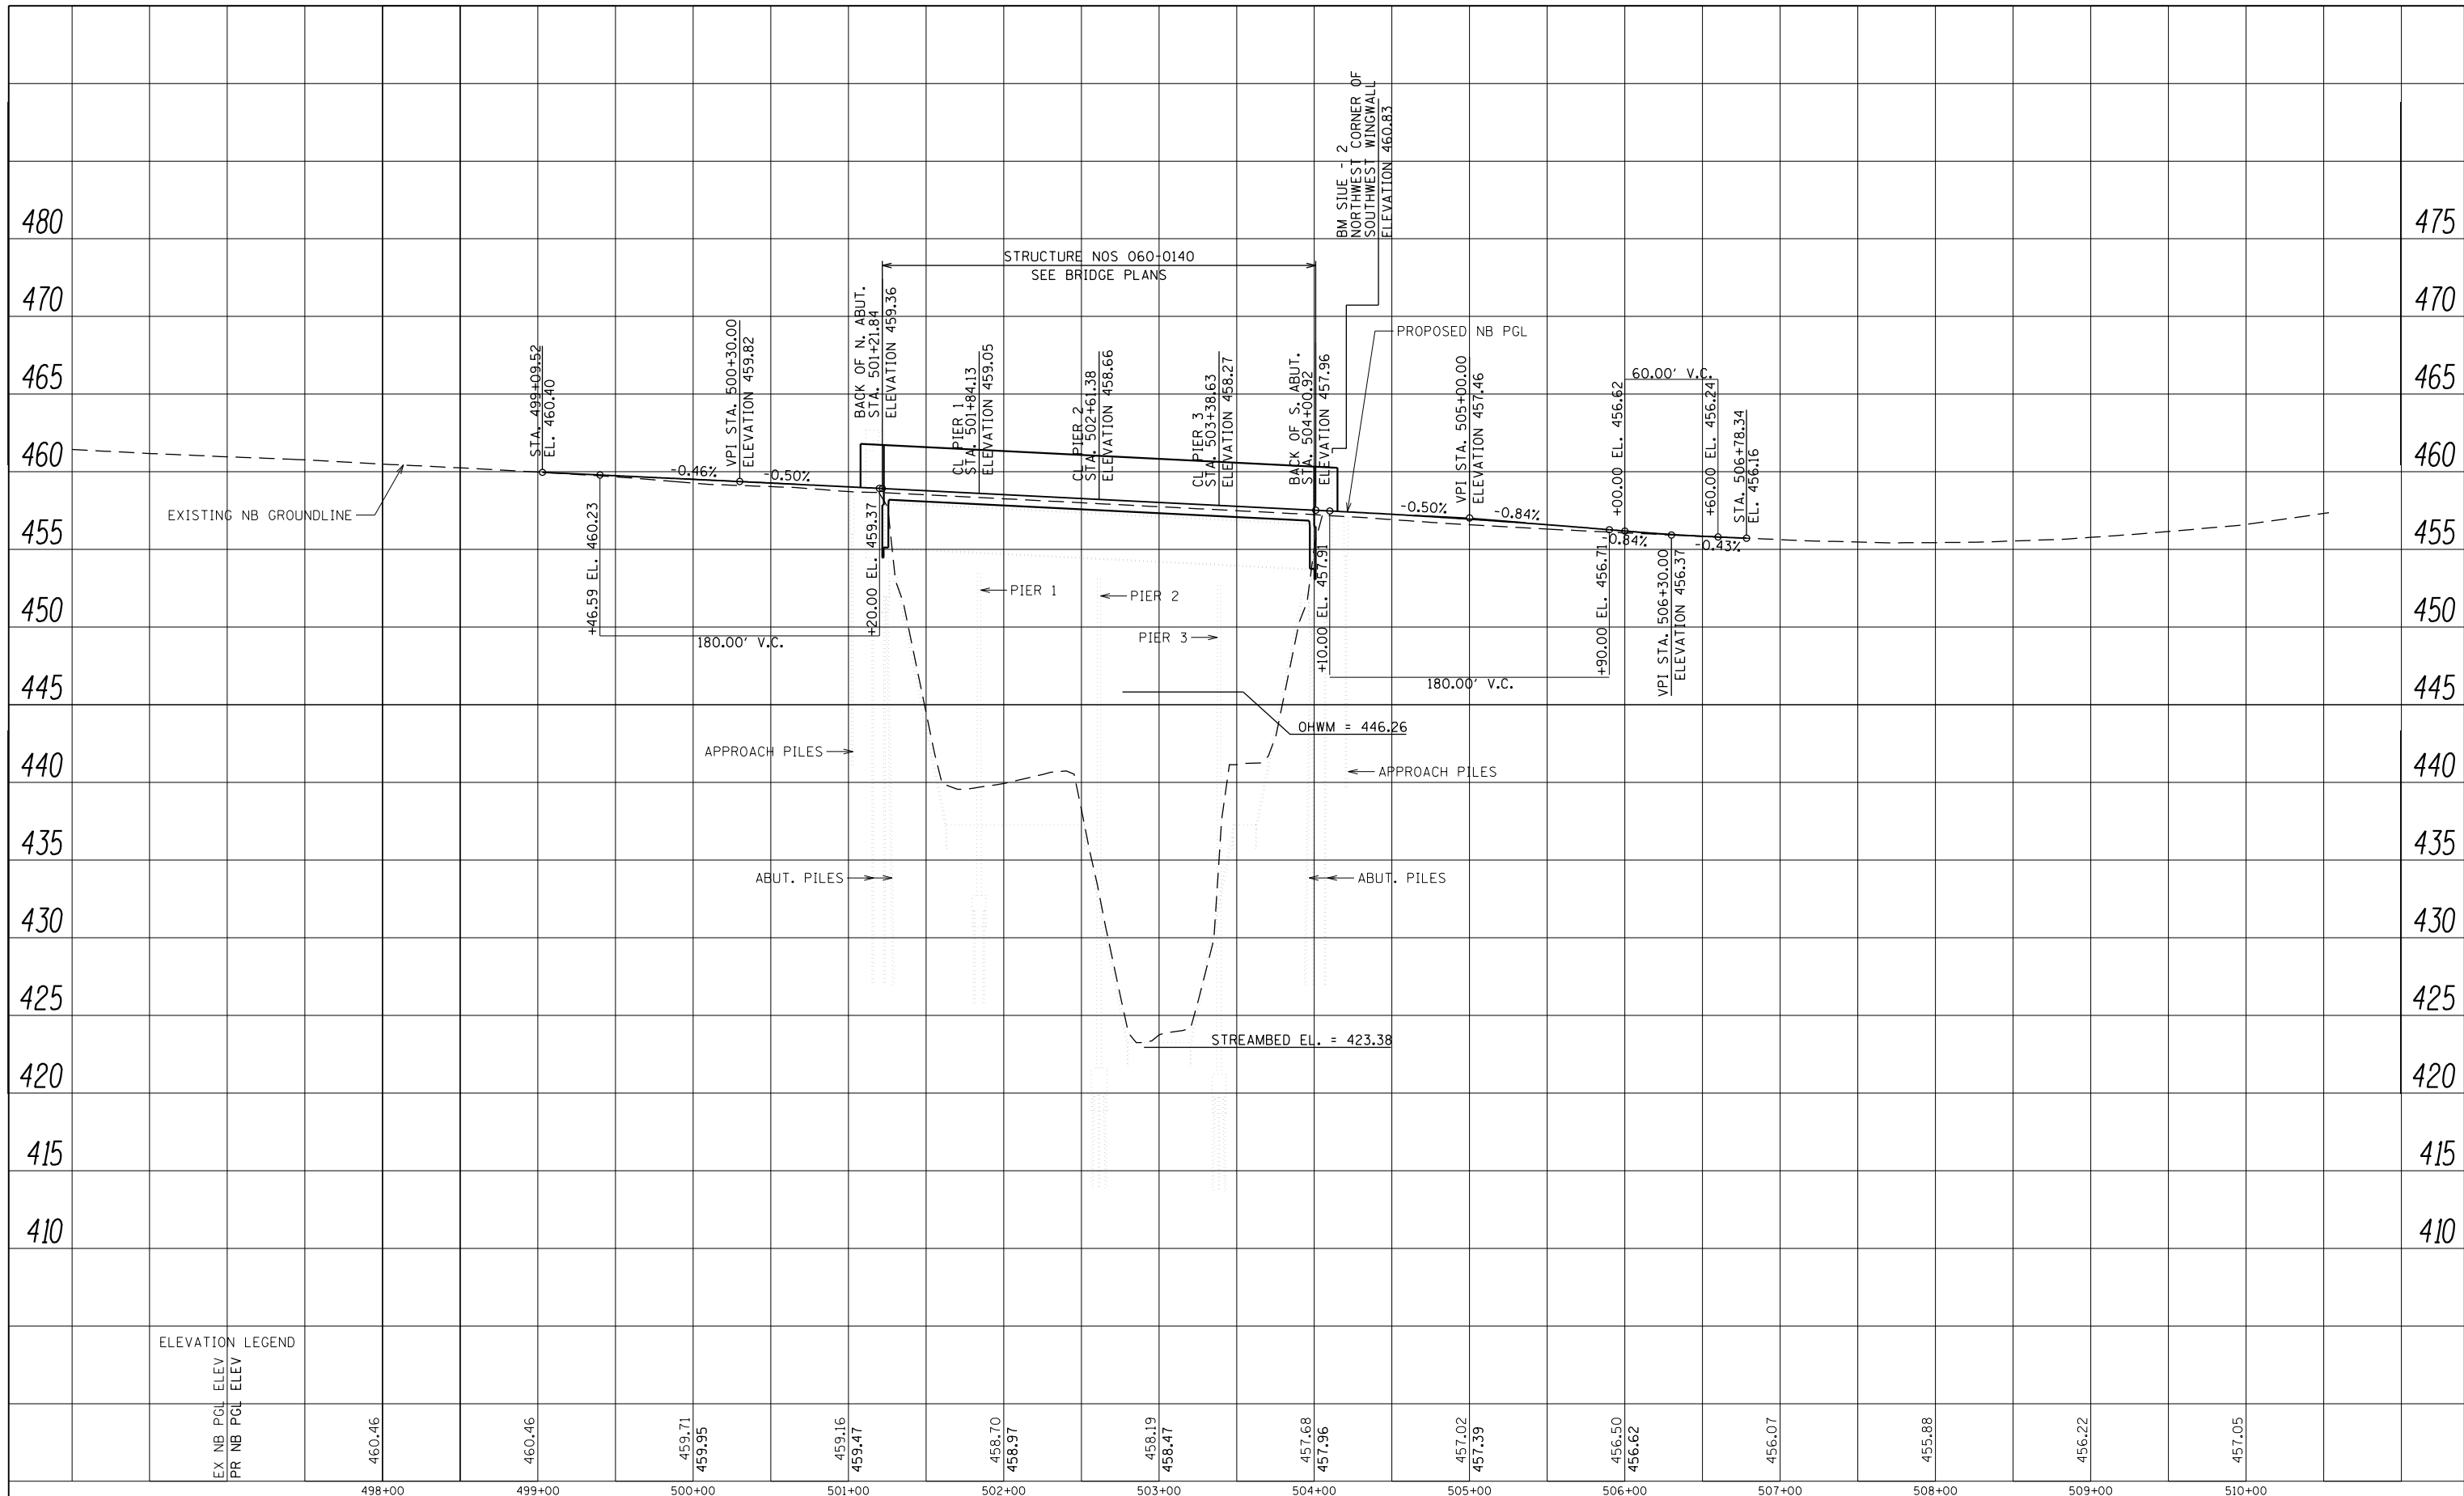 480
470
465
460
455
450
445
440
435
430
425
420
415
410
475
470
465
460
455
450
445
440
435
430
425
420
415
410
BM SIUE - 2
NORTHWEST CORNER OF
SOUTHWEST WINGWALL
ELEVATION 460.83
STRUCTURE NOS 060-0140
SEE BRIDGE PLANS
STA. 499+09.52
EL. 460.40
VPI STA. 500+30.00
ELEVATION 459.82
BACK OF N. ABUT.
STA. 501+21.84
ELEVATION 459.36
CL PIER 1
STA. 501+84.13
ELEVATION 459.05
CL PIER 2
STA. 502+61.38
ELEVATION 458.66
CL PIER 3
STA. 503+38.63
ELEVATION 458.27
BACK OF S. ABUT.
STA. 504+00.92
ELEVATION 457.96
PROPOSED NB PGL
VPI STA. 505+00.00
ELEVATION 457.46
+00.00 EL. 456.62
60.00' V.C.
+60.00 EL. 456.24
STA. 506+78.34
EL. 456.16
-0.46%
-0.50%
-0.50%
-0.84%
-0.84%
-0.43%
EXISTING NB GROUNDLINE
+46.59 EL. 460.23
180.00' V.C.
+20.00 EL. 459.37
PIER 1
PIER 2
PIER 3
+10.00 EL. 457.91
180.00' V.C.
+90.00 EL. 456.71
VPI STA. 506+30.00
ELEVATION 456.37
OHWM = 446.26
APPROACH PILES
APPROACH PILES
ABUT. PILES
ABUT. PILES
STREAMBED EL. = 423.38
ELEVATION LEGEND
EX NB PGL ELEV
PR NB PGL ELEV
460.46
460.46
459.71
459.95
459.16
459.47
458.70
458.97
458.19
458.47
457.68
457.96
457.02
457.39
456.50
456.62
456.07
455.88
456.22
457.05
498+00
499+00
500+00
501+00
502+00
503+00
504+00
505+00
506+00
507+00
508+00
509+00
510+00